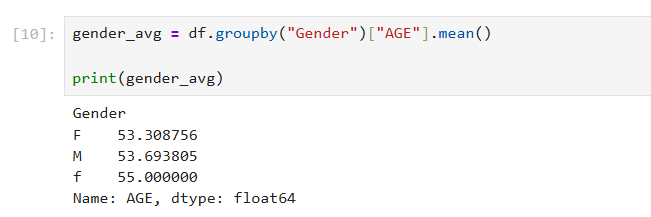 [10]: gender_avg = df.groupby("Gender")["AGE"].mean()
print(gender_avg)
Gender
F    53.308756
M    53.693805
f    55.000000
Name: AGE, dtype: float64